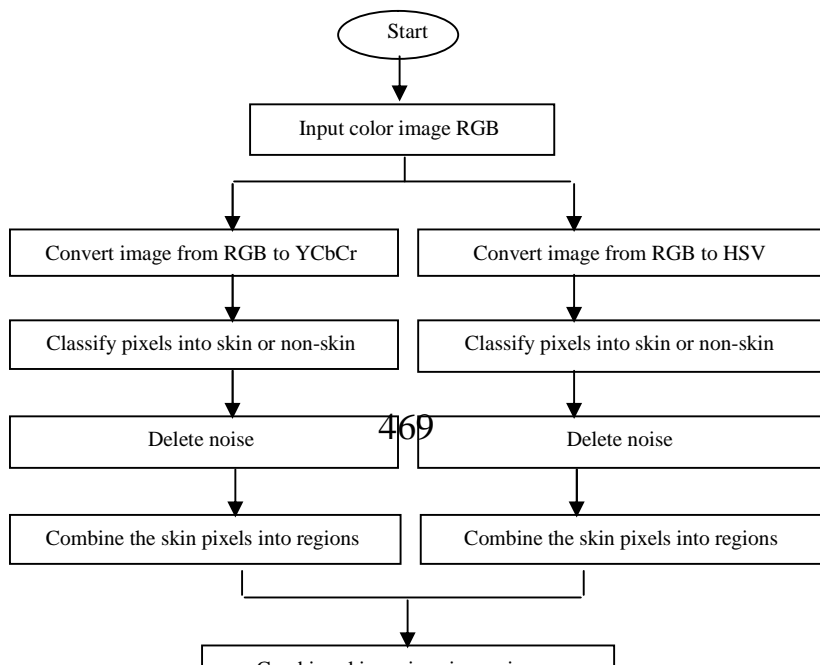 Start
Input color image RGB
Convert image from RGB to YCbCr
Convert image from RGB to HSV
Classify pixels into skin or non-skin
Classify pixels into skin or non-skin
Delete noise
469
Delete noise
Combine the skin pixels into regions
Combine the skin pixels into regions